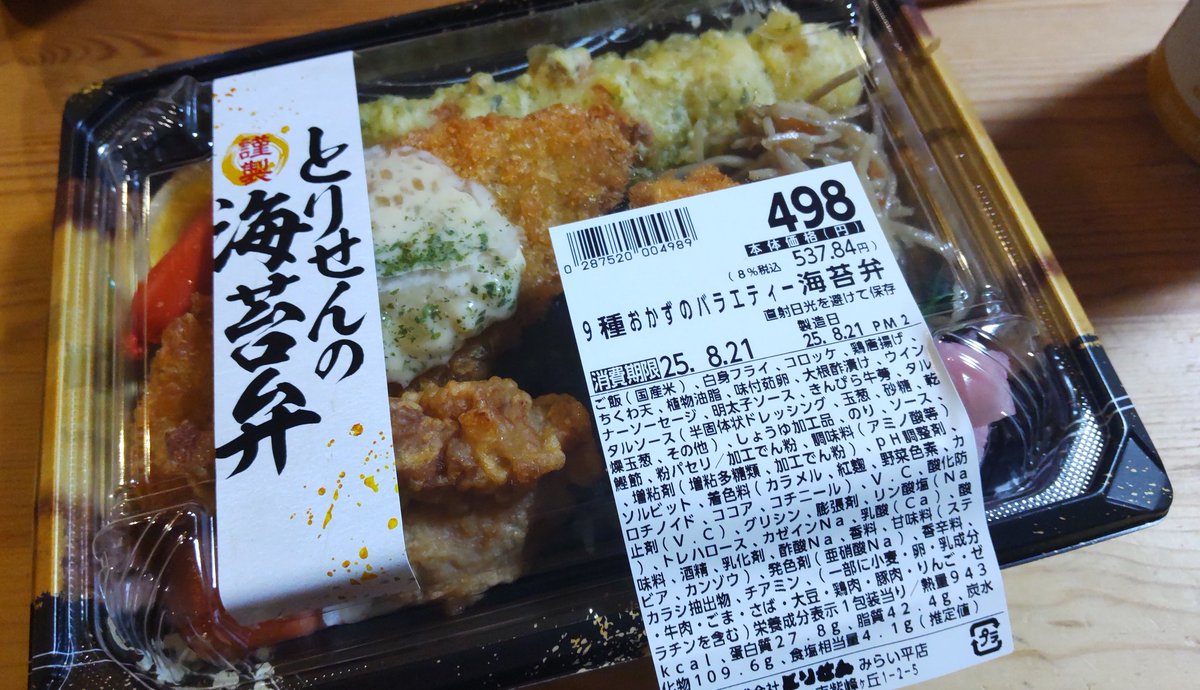 とりせんの
謹製
海苔弁
498
本体価格(円)
0 287520 004989
(8%税込 537.84円)
9種おかずのバラエティー海苔弁
直射日光を避けて保存
製造日
消費期限 25. 8.21
25. 8.21 PM 2
ご飯(国産米)、白身フライ、コロッケ、鶏唐揚げ、
ちくわ天、植物油脂、味付茹卵、大根酢漬け、ウイン
ナーソーセージ、明太子ソース、きんぴら牛蒡、タル
タルソース(半固体状ドレッシング、玉葱、砂糖、乾
燥玉葱、その他)、しょうゆ加工品、のり、ソース、
鰹節、粉パセリ/加工でん粉、調味料(アミノ酸等)
、増粘剤(増粘多糖類、加工でん粉)、pH調整剤、
ソルビット、着色料(カラメル、紅麹、野菜色素、カ
ロチノイド、ココア、コチニール)、V.C、酸化防
止剤(V.C)、グリシン、膨張剤、リン酸塩(Na
)、トレハロース、カゼインNa、乳酸(Ca)、酸
味料、酒精、乳化剤、酢酸Na、香料、甘味料(ステ
ビア、カンゾウ)、発色剤(亜硝酸Na)、香辛料、
カラシ抽出物、チアミン、(一部に小麦・卵・乳成分
・牛肉・ごま・さば・大豆・鶏肉・豚肉・りんご・ゼ
ラチンを含む)栄養成分表示1包装当り/熱量943
kcal、蛋白質27.8g、脂質42.4g、炭水
化物109.6g、食塩相当量4.1g(推定値)
プラ
とりせん みらい平店
紫峰ヶ丘1-2-5